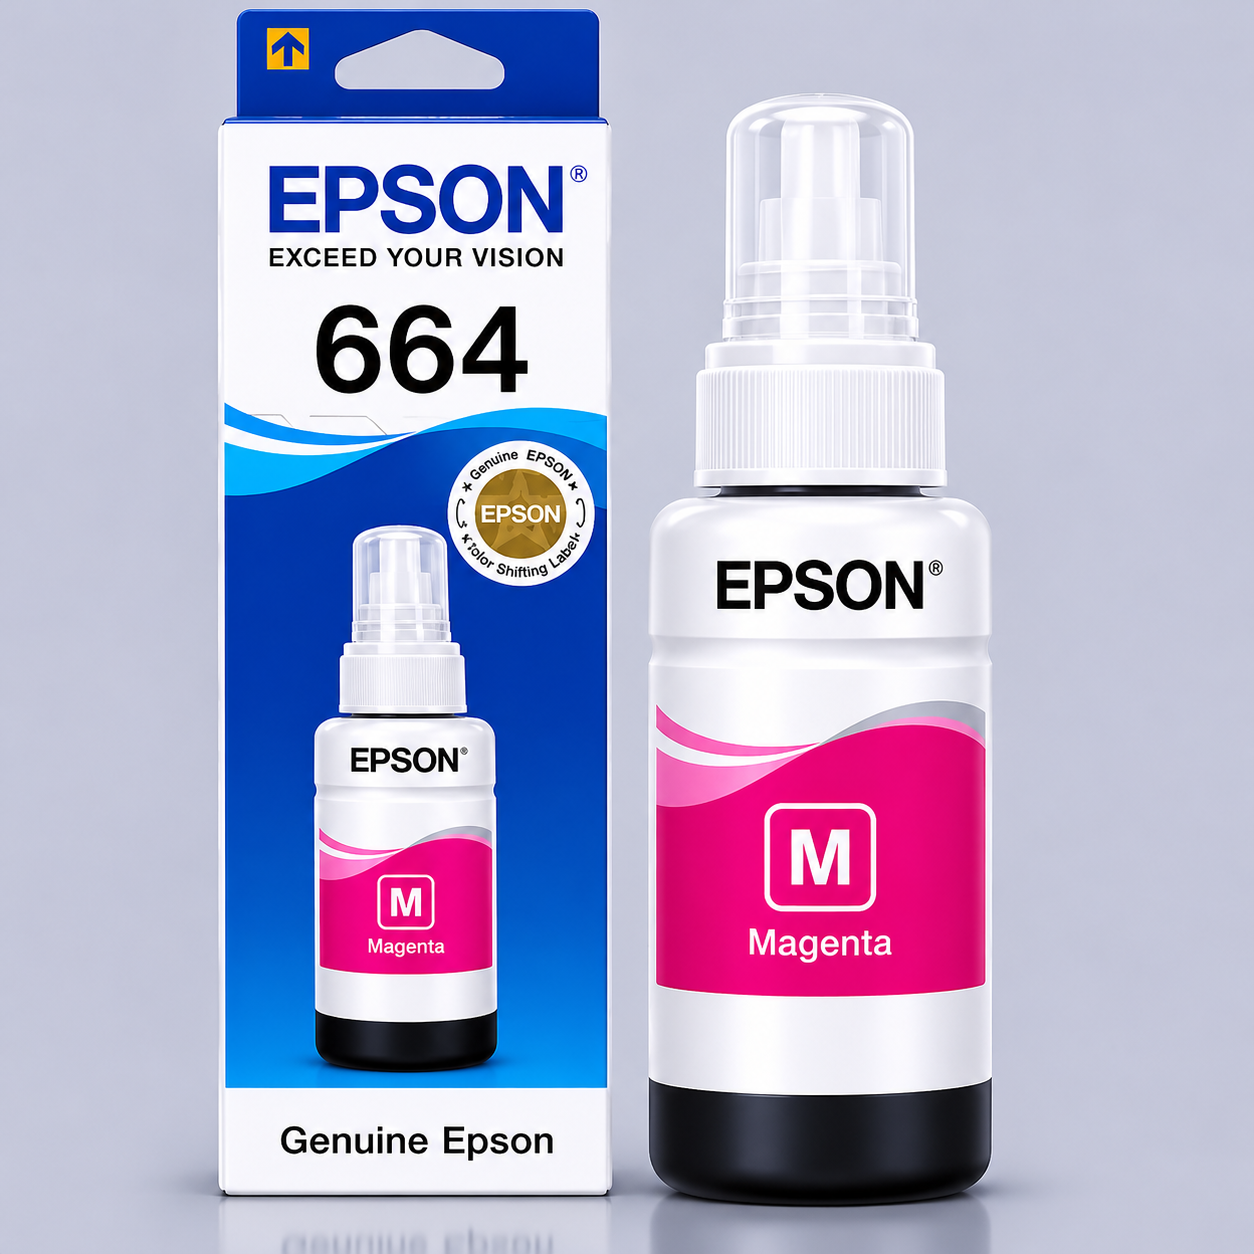 EPSON®
EXCEED YOUR VISION
664
Genuine EPSON
EPSON
Color Shifting Label
EPSON®
M
Magenta
Genuine Epson
EPSON®
M
Magenta